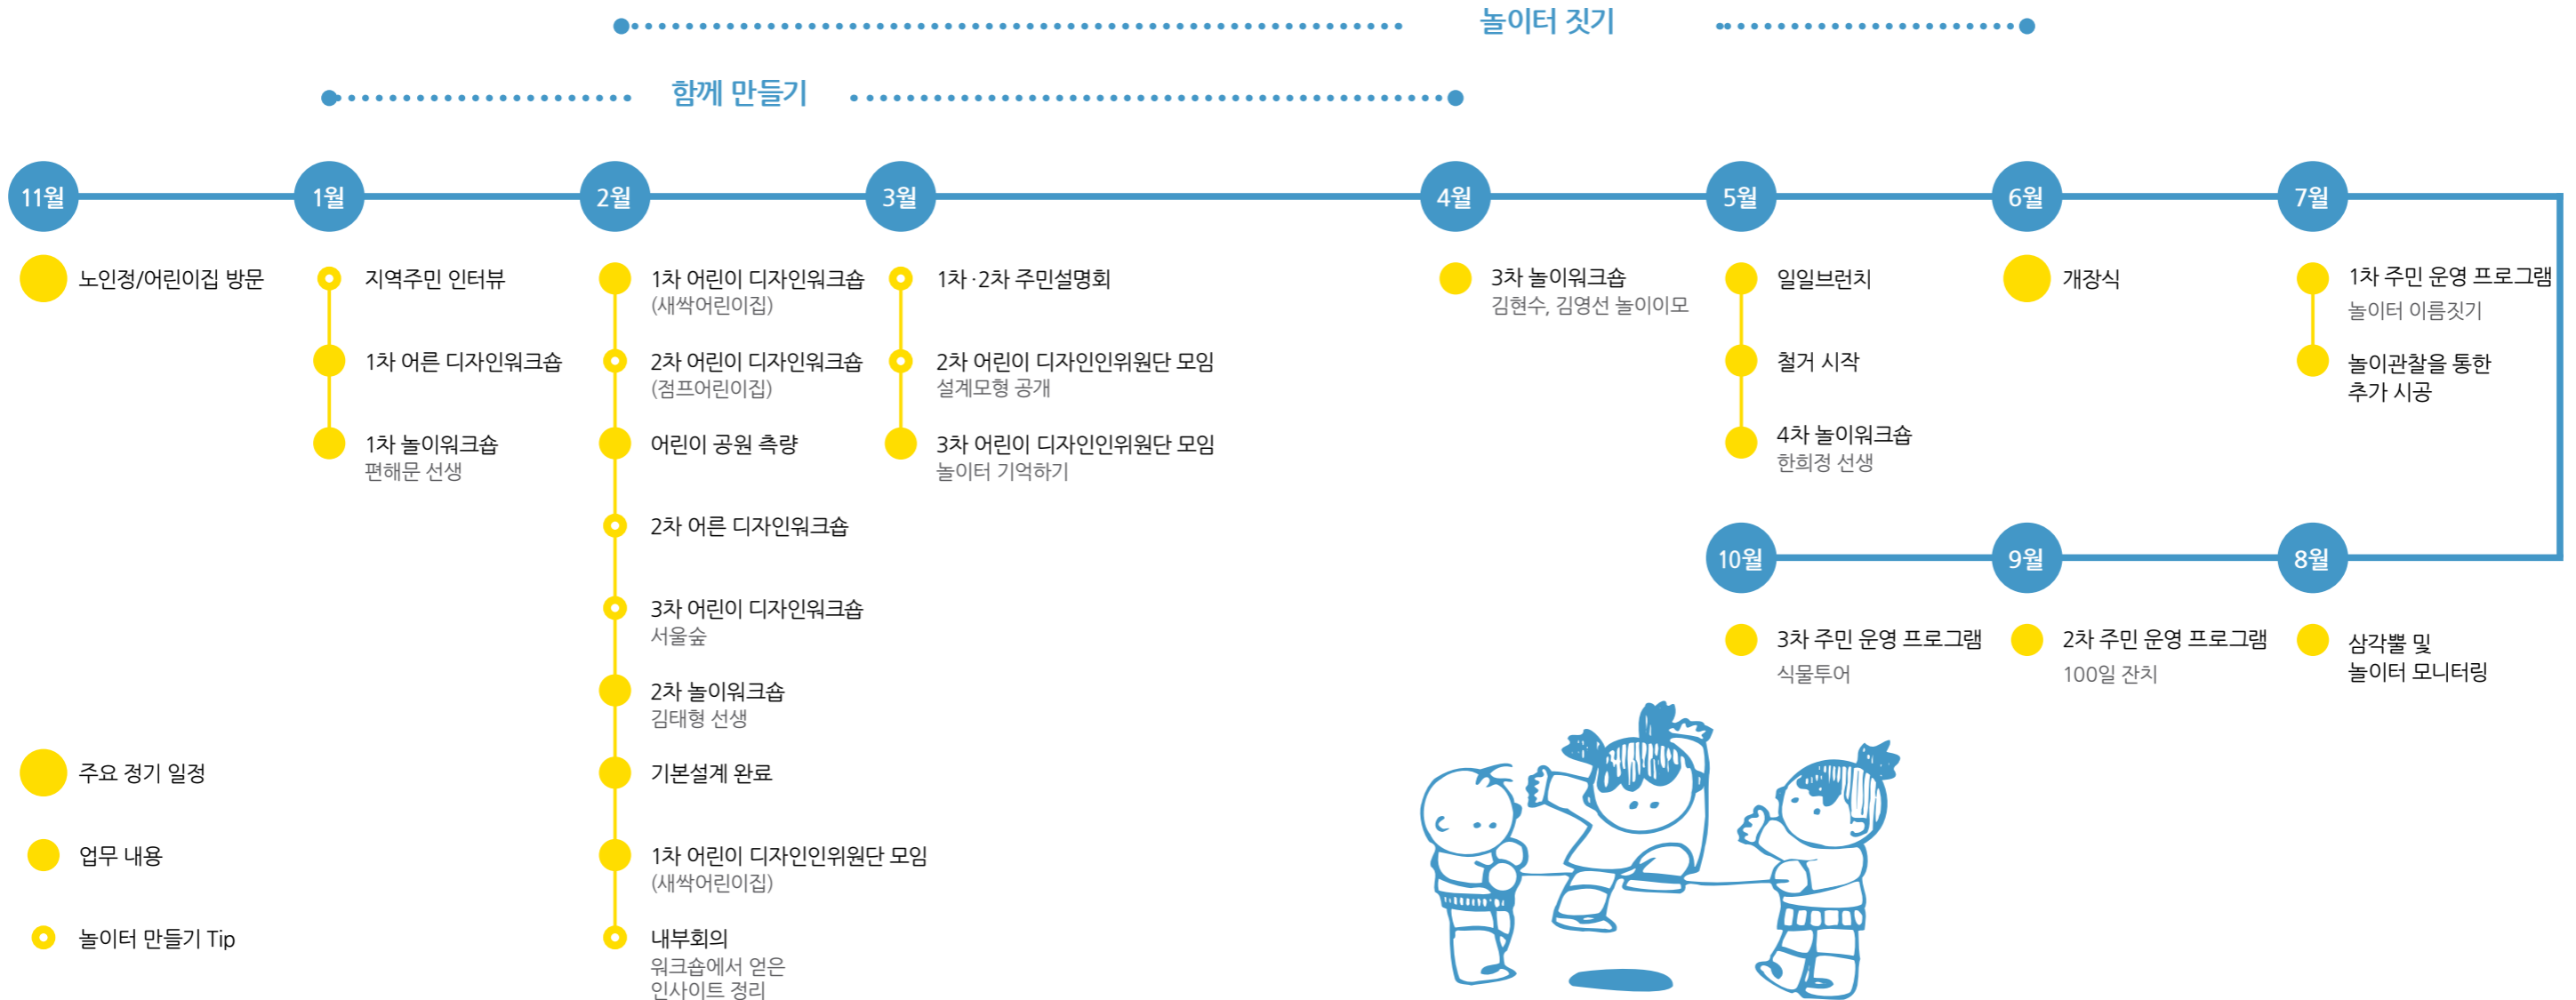 놀이터 짓기
함께 만들기
11월
1월
2월
3월
4월
5월
6월
7월
노인정/어린이집 방문
지역주민 인터뷰
1차 어른 디자인워크숍
1차 놀이워크숍
편해문 선생
1차 어린이 디자인워크숍
(새싹어린이집)
2차 어린이 디자인워크숍
(점프어린이집)
어린이 공원 측량
2차 어른 디자인워크숍
3차 어린이 디자인워크숍
서울숲
2차 놀이워크숍
김태형 선생
기본설계 완료
1차 어린이 디자인인위원단 모임
(새싹어린이집)
내부회의
워크숍에서 얻은
인사이트 정리
1차·2차 주민설명회
2차 어린이 디자인인위원단 모임
설계모형 공개
3차 어린이 디자인인위원단 모임
놀이터 기억하기
3차 놀이워크숍
김현수, 김영선 놀이이모
일일브런치
철거 시작
4차 놀이워크숍
한희정 선생
개장식
1차 주민 운영 프로그램
놀이터 이름짓기
놀이관찰을 통한
추가 시공
8월
삼각뿔 및
놀이터 모니터링
9월
2차 주민 운영 프로그램
100일 잔치
10월
3차 주민 운영 프로그램
식물투어
주요 정기 일정
업무 내용
놀이터 만들기 Tip